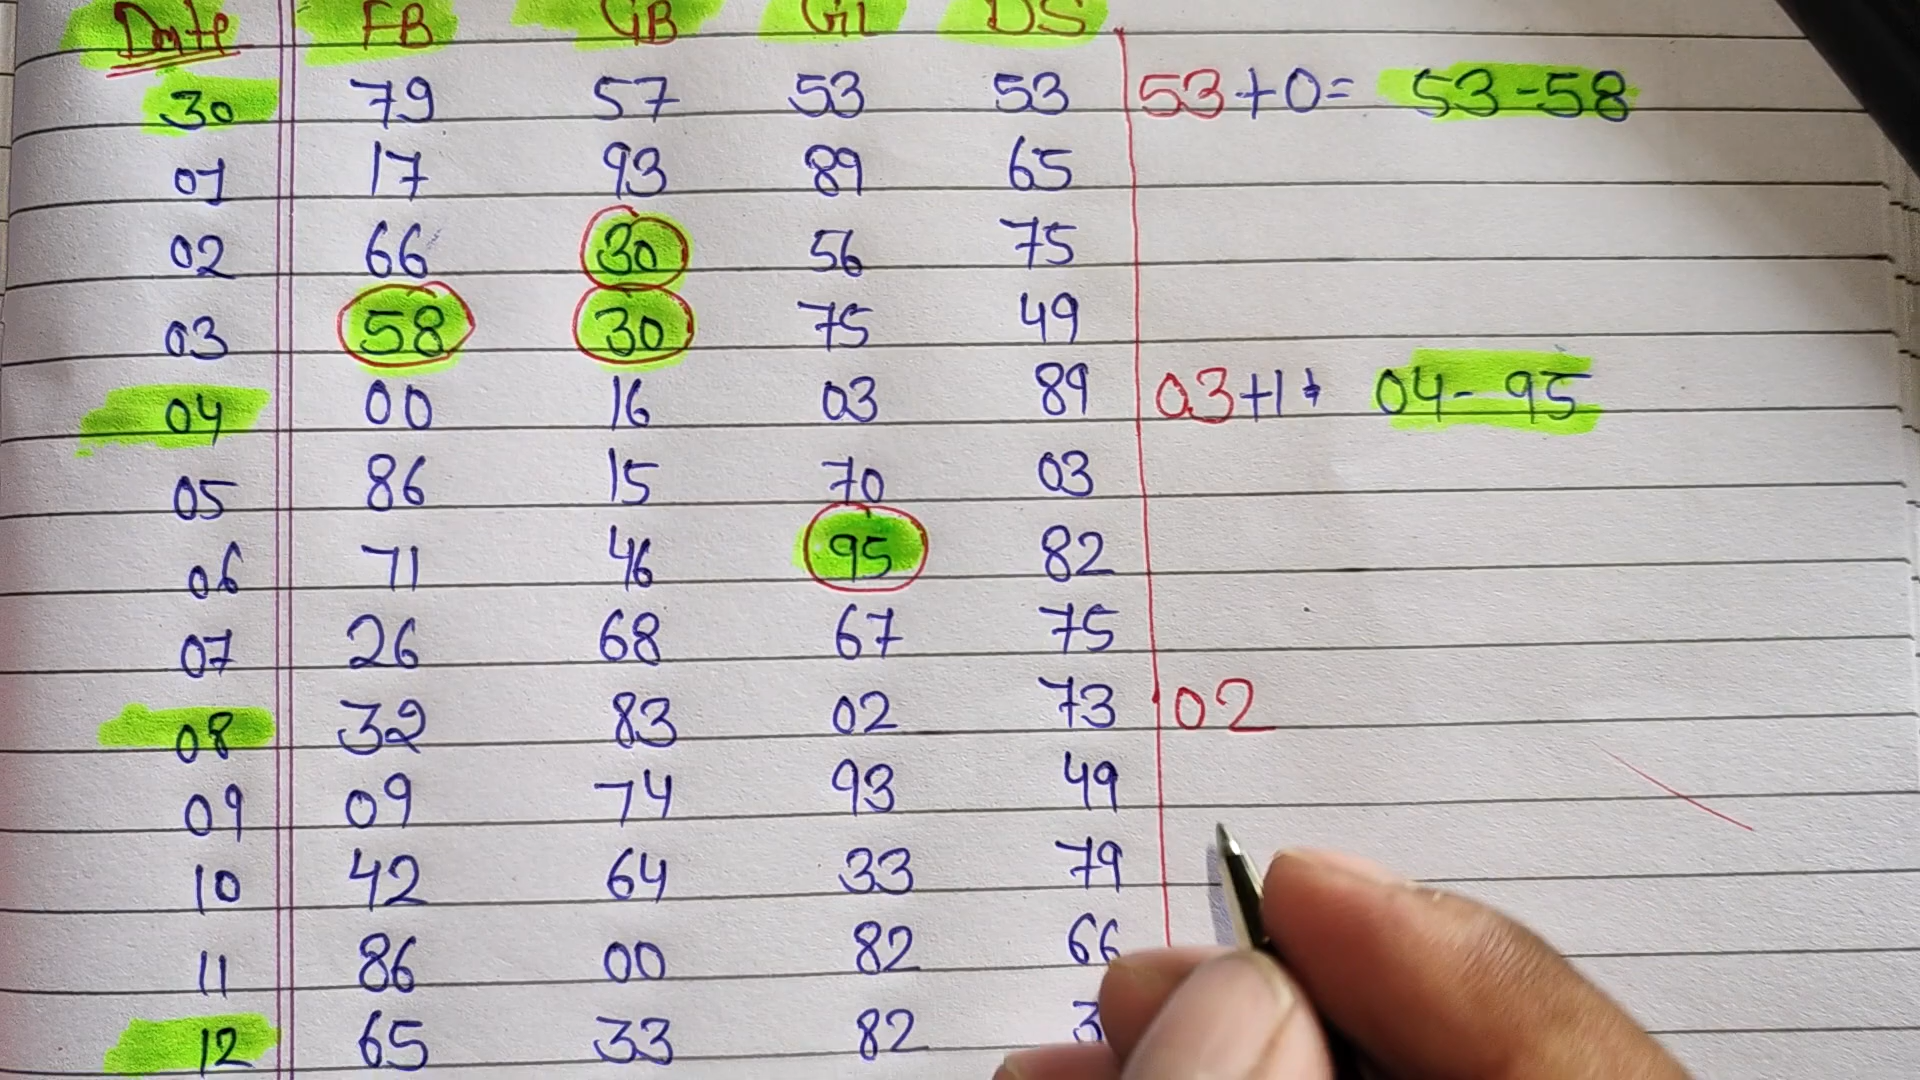 Date FB GB GL DS
30 79 57 53 53 53+0= 53-58
01 17 93 89 65
02 66 30 56 75
03 58 30 75 49
04 00 16 03 89 03+1+ 04-95
05 86 15 70 03
06 71 46 95 82
07 26 68 67 75
08 32 83 02 73 02
09 09 74 93 49
10 42 64 33 79
11 86 00 82 66
12 65 33 82